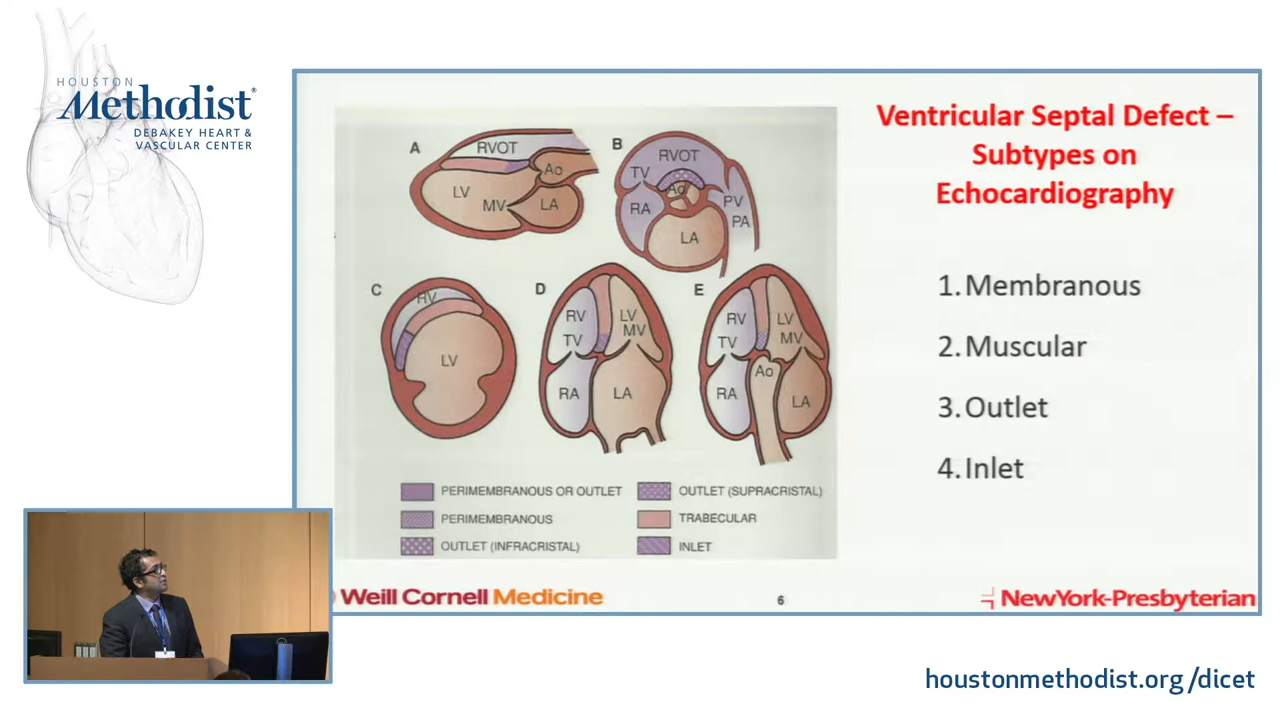 HOUSTON
Methodist®
DEBAKEY HEART &
VASCULAR CENTER
Ventricular Septal Defect –
Subtypes on
Echocardiography
1. Membranous
2. Muscular
3. Outlet
4. Inlet
A
RVOT
Ao
LV
MV
LA
B
RVOT
TV
Ao
RA
PV
PA
LA
C
RV
LV
D
RV
LV
MV
TV
RA
LA
E
RV
LV
MV
TV
Ao
RA
LA
PERIMEMBRANOUS OR OUTLET
PERIMEMBRANOUS
OUTLET (INFRACRISTAL)
OUTLET (SUPRACRISTAL)
TRABECULAR
INLET
Weill Cornell Medicine
6
NewYork-Presbyterian
houstonmethodist.org/dicet